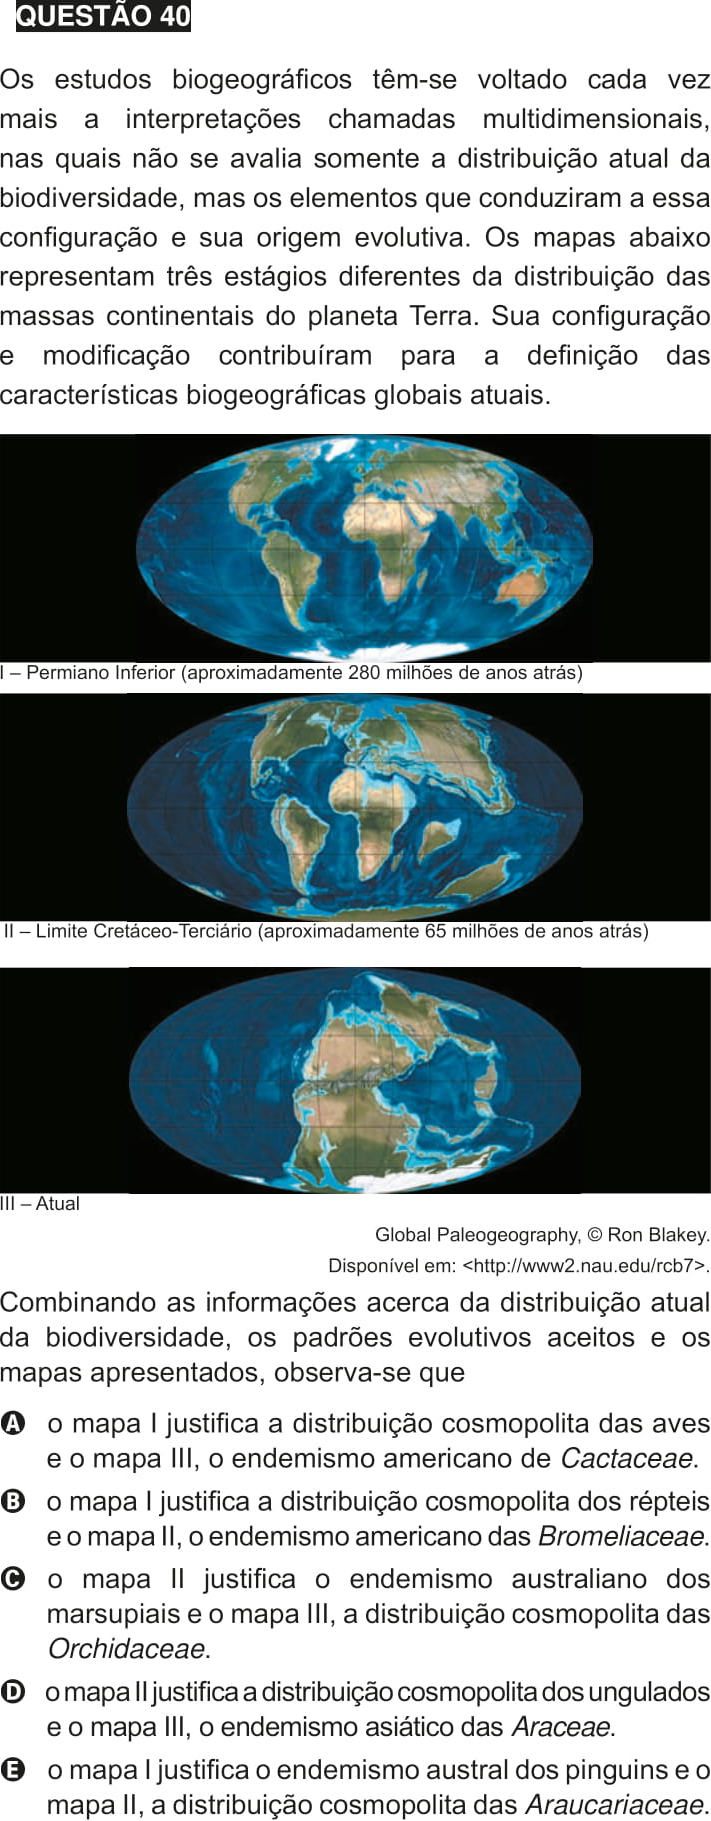 QUESTÃO 40
Os estudos biogeográficos têm-se voltado cada vez
mais a interpretações chamadas multidimensionais,
nas quais não se avalia somente a distribuição atual da
biodiversidade, mas os elementos que conduziram a essa
configuração e sua origem evolutiva. Os mapas abaixo
representam três estágios diferentes da distribuição das
massas continentais do planeta Terra. Sua configuração
e modificação contribuíram para a definição das
características biogeográficas globais atuais.
I – Permiano Inferior (aproximadamente 280 milhões de anos atrás)
II – Limite Cretáceo-Terciário (aproximadamente 65 milhões de anos atrás)
III – Atual
Global Paleogeography, © Ron Blakey.
Disponível em: <http://www2.nau.edu/rcb7>.
Combinando as informações acerca da distribuição atual
da biodiversidade, os padrões evolutivos aceitos e os
mapas apresentados, observa-se que
A o mapa I justifica a distribuição cosmopolita das aves
e o mapa III, o endemismo americano de Cactaceae.
B o mapa I justifica a distribuição cosmopolita dos répteis
e o mapa II, o endemismo americano das Bromeliaceae.
C o mapa II justifica o endemismo australiano dos
marsupiais e o mapa III, a distribuição cosmopolita das
Orchidaceae.
D o mapa II justifica a distribuição cosmopolita dos ungulados
e o mapa III, o endemismo asiático das Araceae.
E o mapa I justifica o endemismo austral dos pinguins e o
mapa II, a distribuição cosmopolita das Araucariaceae.